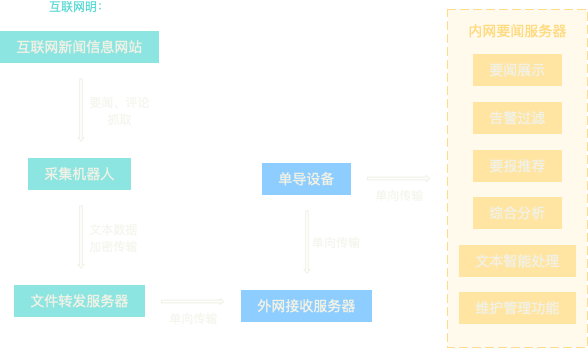 互联网明：
互联网新闻信息网站
要闻、评论
抓取
采集机器人
文本数据
加密传输
文件转发服务器
单向传输
单导设备
单向传输
外网接收服务器
单向传输
内网要闻服务器
要闻展示
告警过滤
要报推荐
综合分析
文本智能处理
维护管理功能